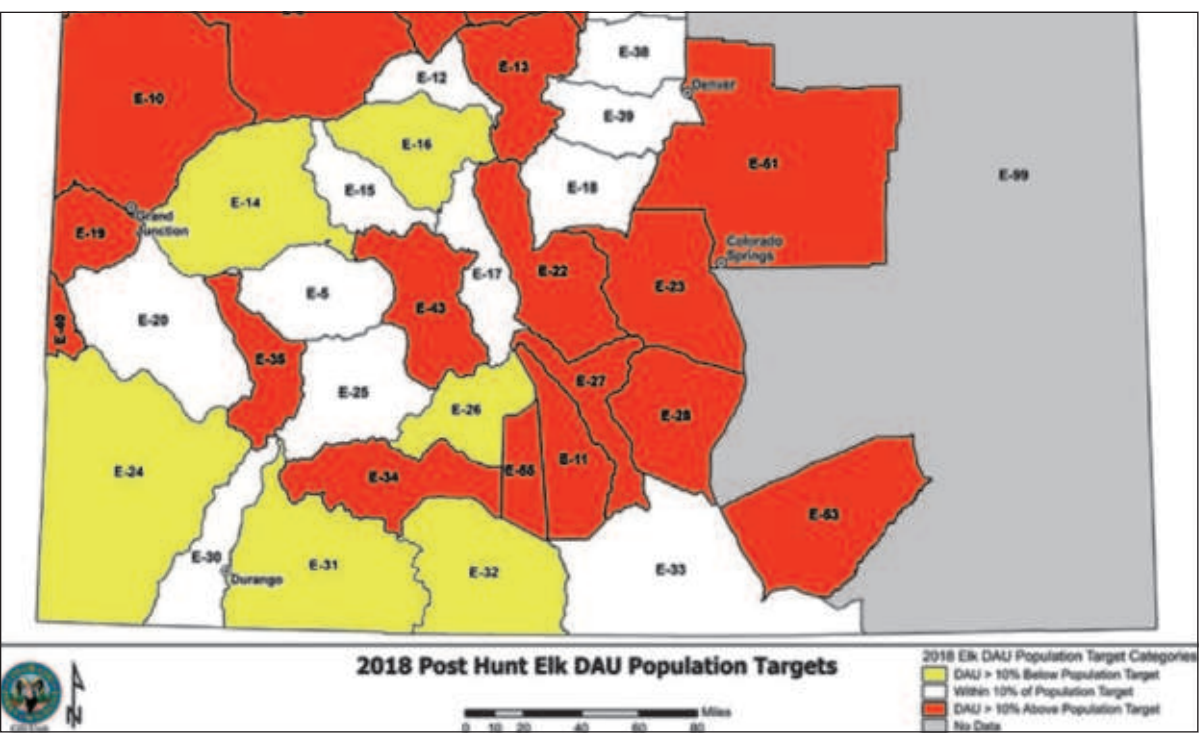 E-38
E-13
E-12
Denver
E-10
E-39
E-16
E-51
E-99
E-15
E-18
E-14
Grand
Junction
E-19
Colorado
Springs
E-17
E-22
E-23
E-5
E-43
E-20
E-40
E-35
E-27
E-25
E-26
E-28
E-24
E-34
E-55
E-11
E-53
E-30
E-31
E-32
E-33
Durango
2018 Post Hunt Elk DAU Population Targets
N
Miles
0 10 20 40 60 80
2018 Elk DAU Population Target Categories
DAU > 10% Below Population Target
Within 10% of Population Target
DAU > 10% Above Population Target
No Data